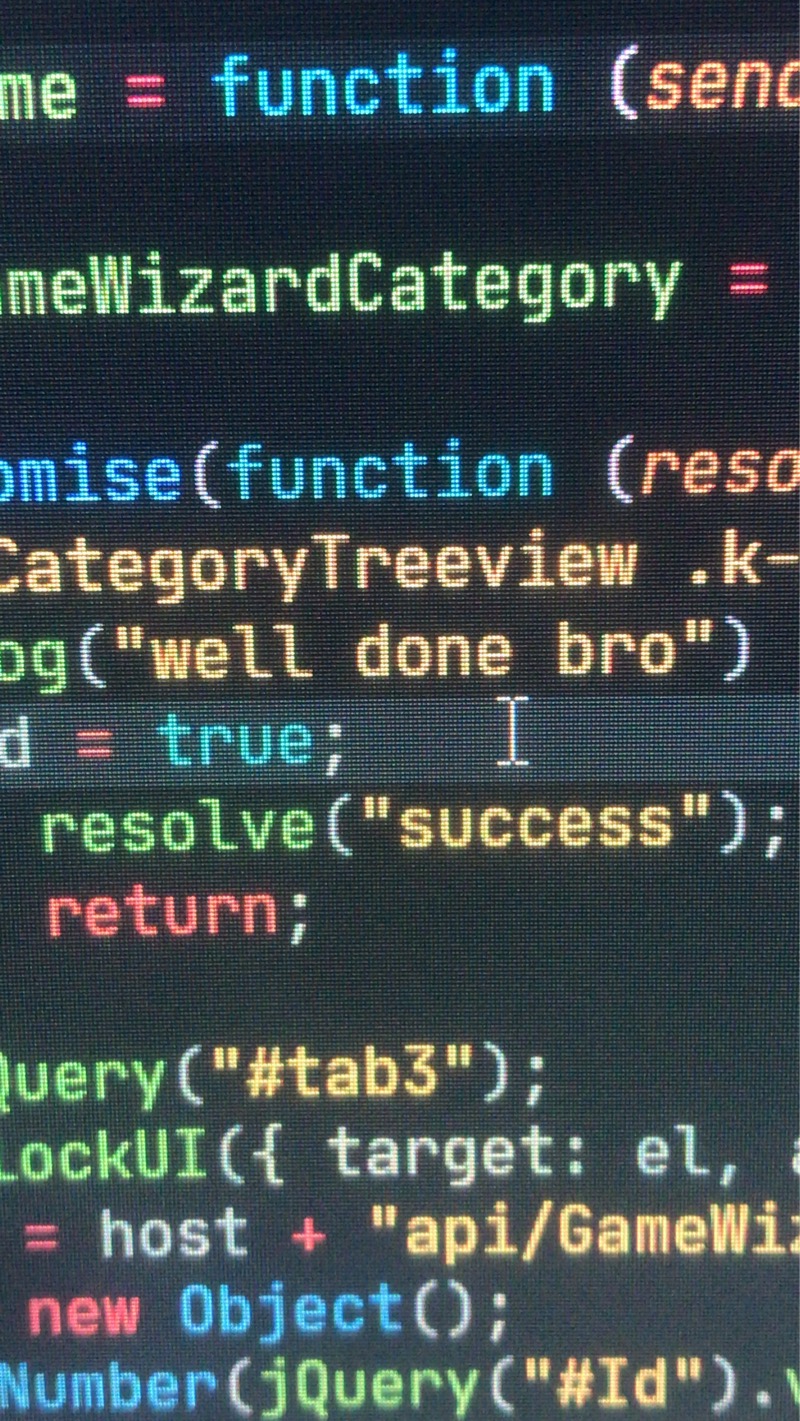 me = function (send
ameWizardCategory =
omise(function (reso
CategoryTreeview .k-
og("well done bro")
d = true;
resolve("success");
return;
Query("#tab3");
lockUI({ target: el, a
= host + "api/GameWiz
new Object();
Number(jQuery("#Id").v